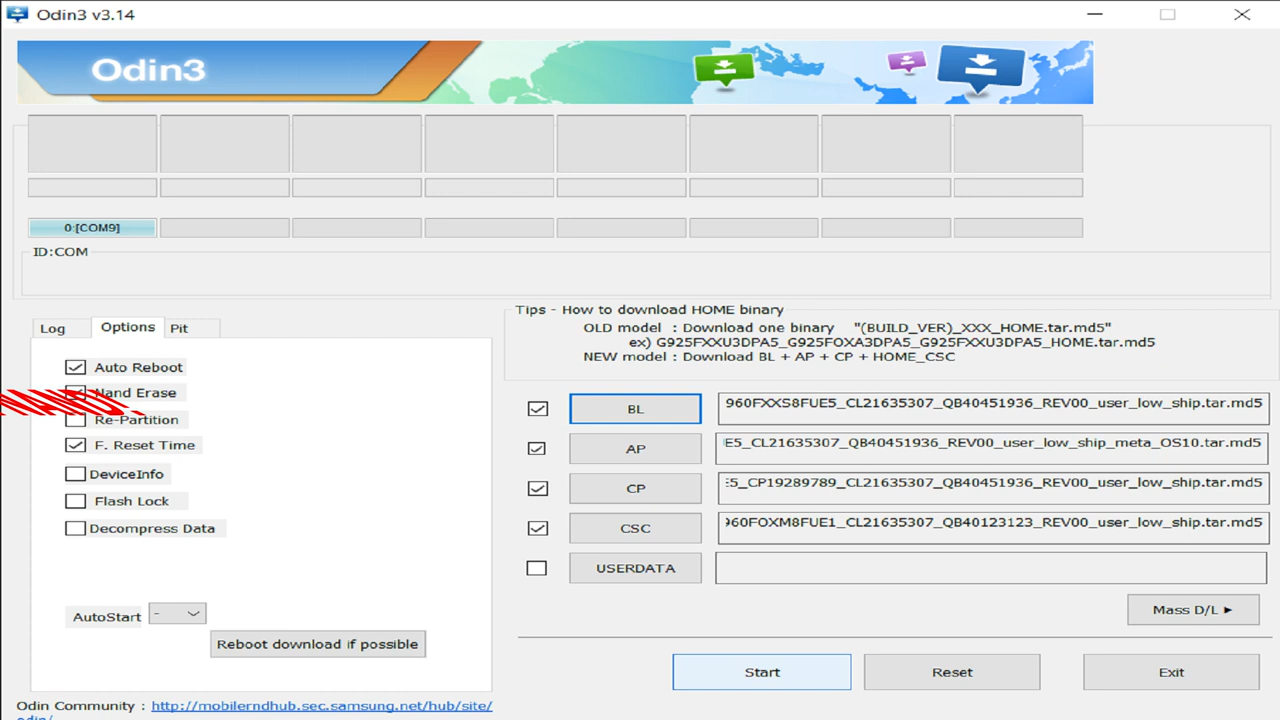 Odin3 v3.14
Odin3
0:[COM9]
ID:COM
Log
Options
Pit
Auto Reboot
Nand Erase
Re-Partition
F. Reset Time
DeviceInfo
Flash Lock
Decompress Data
AutoStart
-
Reboot download if possible
Odin Community : http://mobilerndhub.sec.samsung.net/hub/site/
odin/
Tips - How to download HOME binary
OLD model : Download one binary "(BUILD_VER)_XXX_HOME.tar.md5"
ex) G925FXXU3DPA5_G925FOXA3DPA5_G925FXXU3DPA5_HOME.tar.md5
NEW model : Download BL + AP + CP + HOME_CSC
BL 960FXXS8FUE5_CL21635307_QB40451936_REV00_user_low_ship.tar.md5
AP E5_CL21635307_QB40451936_REV00_user_low_ship_meta_OS10.tar.md5
CP 5_CP19289789_CL21635307_QB40451936_REV00_user_low_ship.tar.md5
CSC 960FOXM8FUE1_CL21635307_QB40123123_REV00_user_low_ship.tar.md5
USERDATA
Mass D/L ►
Start
Reset
Exit